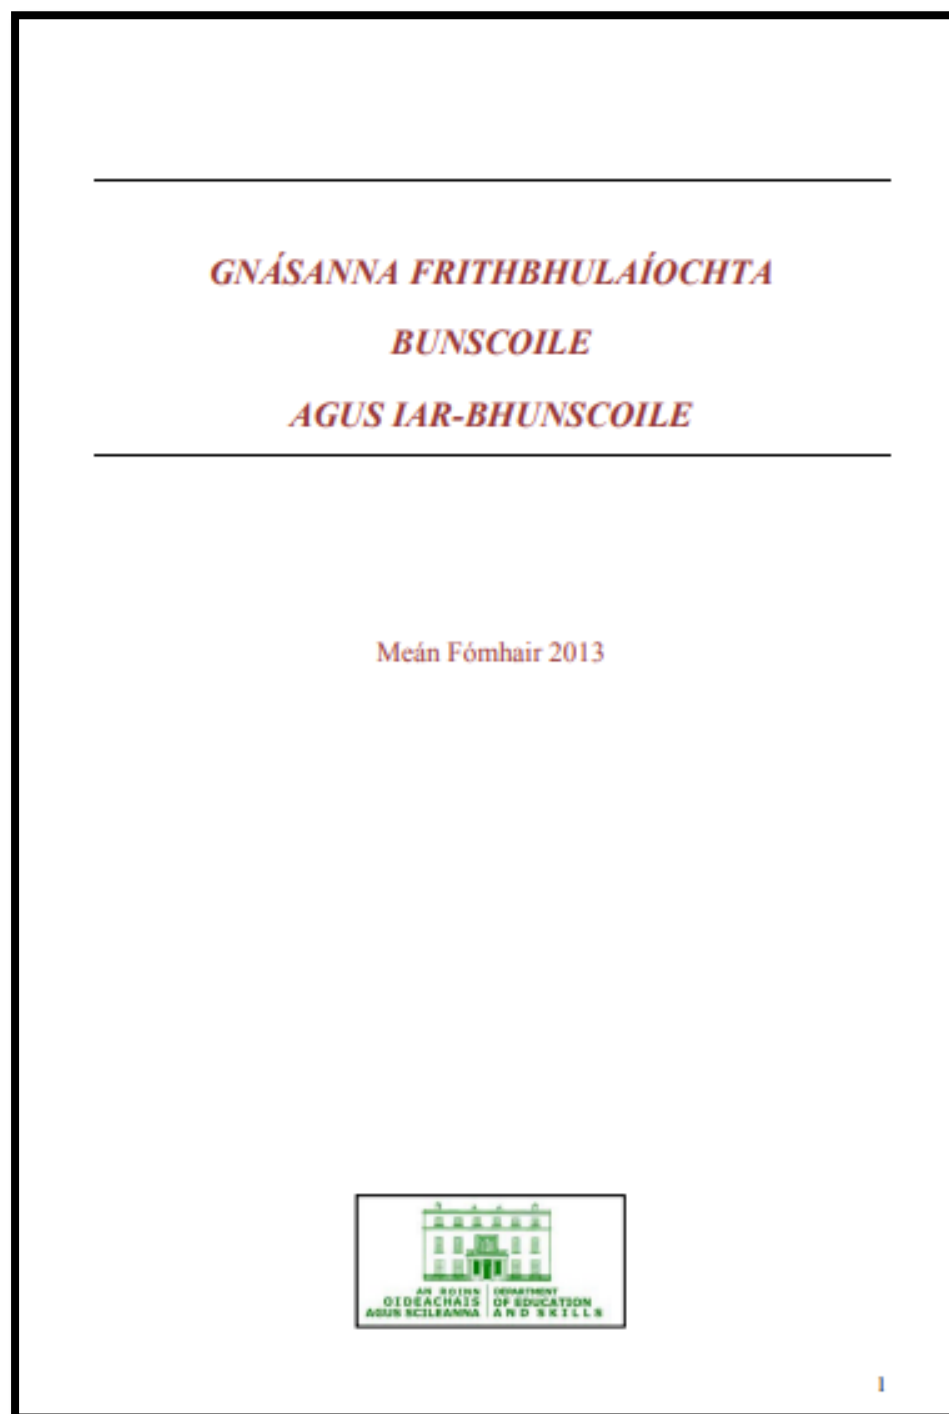 GNÁSANNA FRITHBHULAÍOCHTA
BUNSCOILE
AGUS IAR-BHUNSCOILE
Meán Fómhair 2013
AN ROINN
OIDEACHAIS
AGUS SCILEANNA
DEPARTMENT
OF EDUCATION
AND SKILLS
1